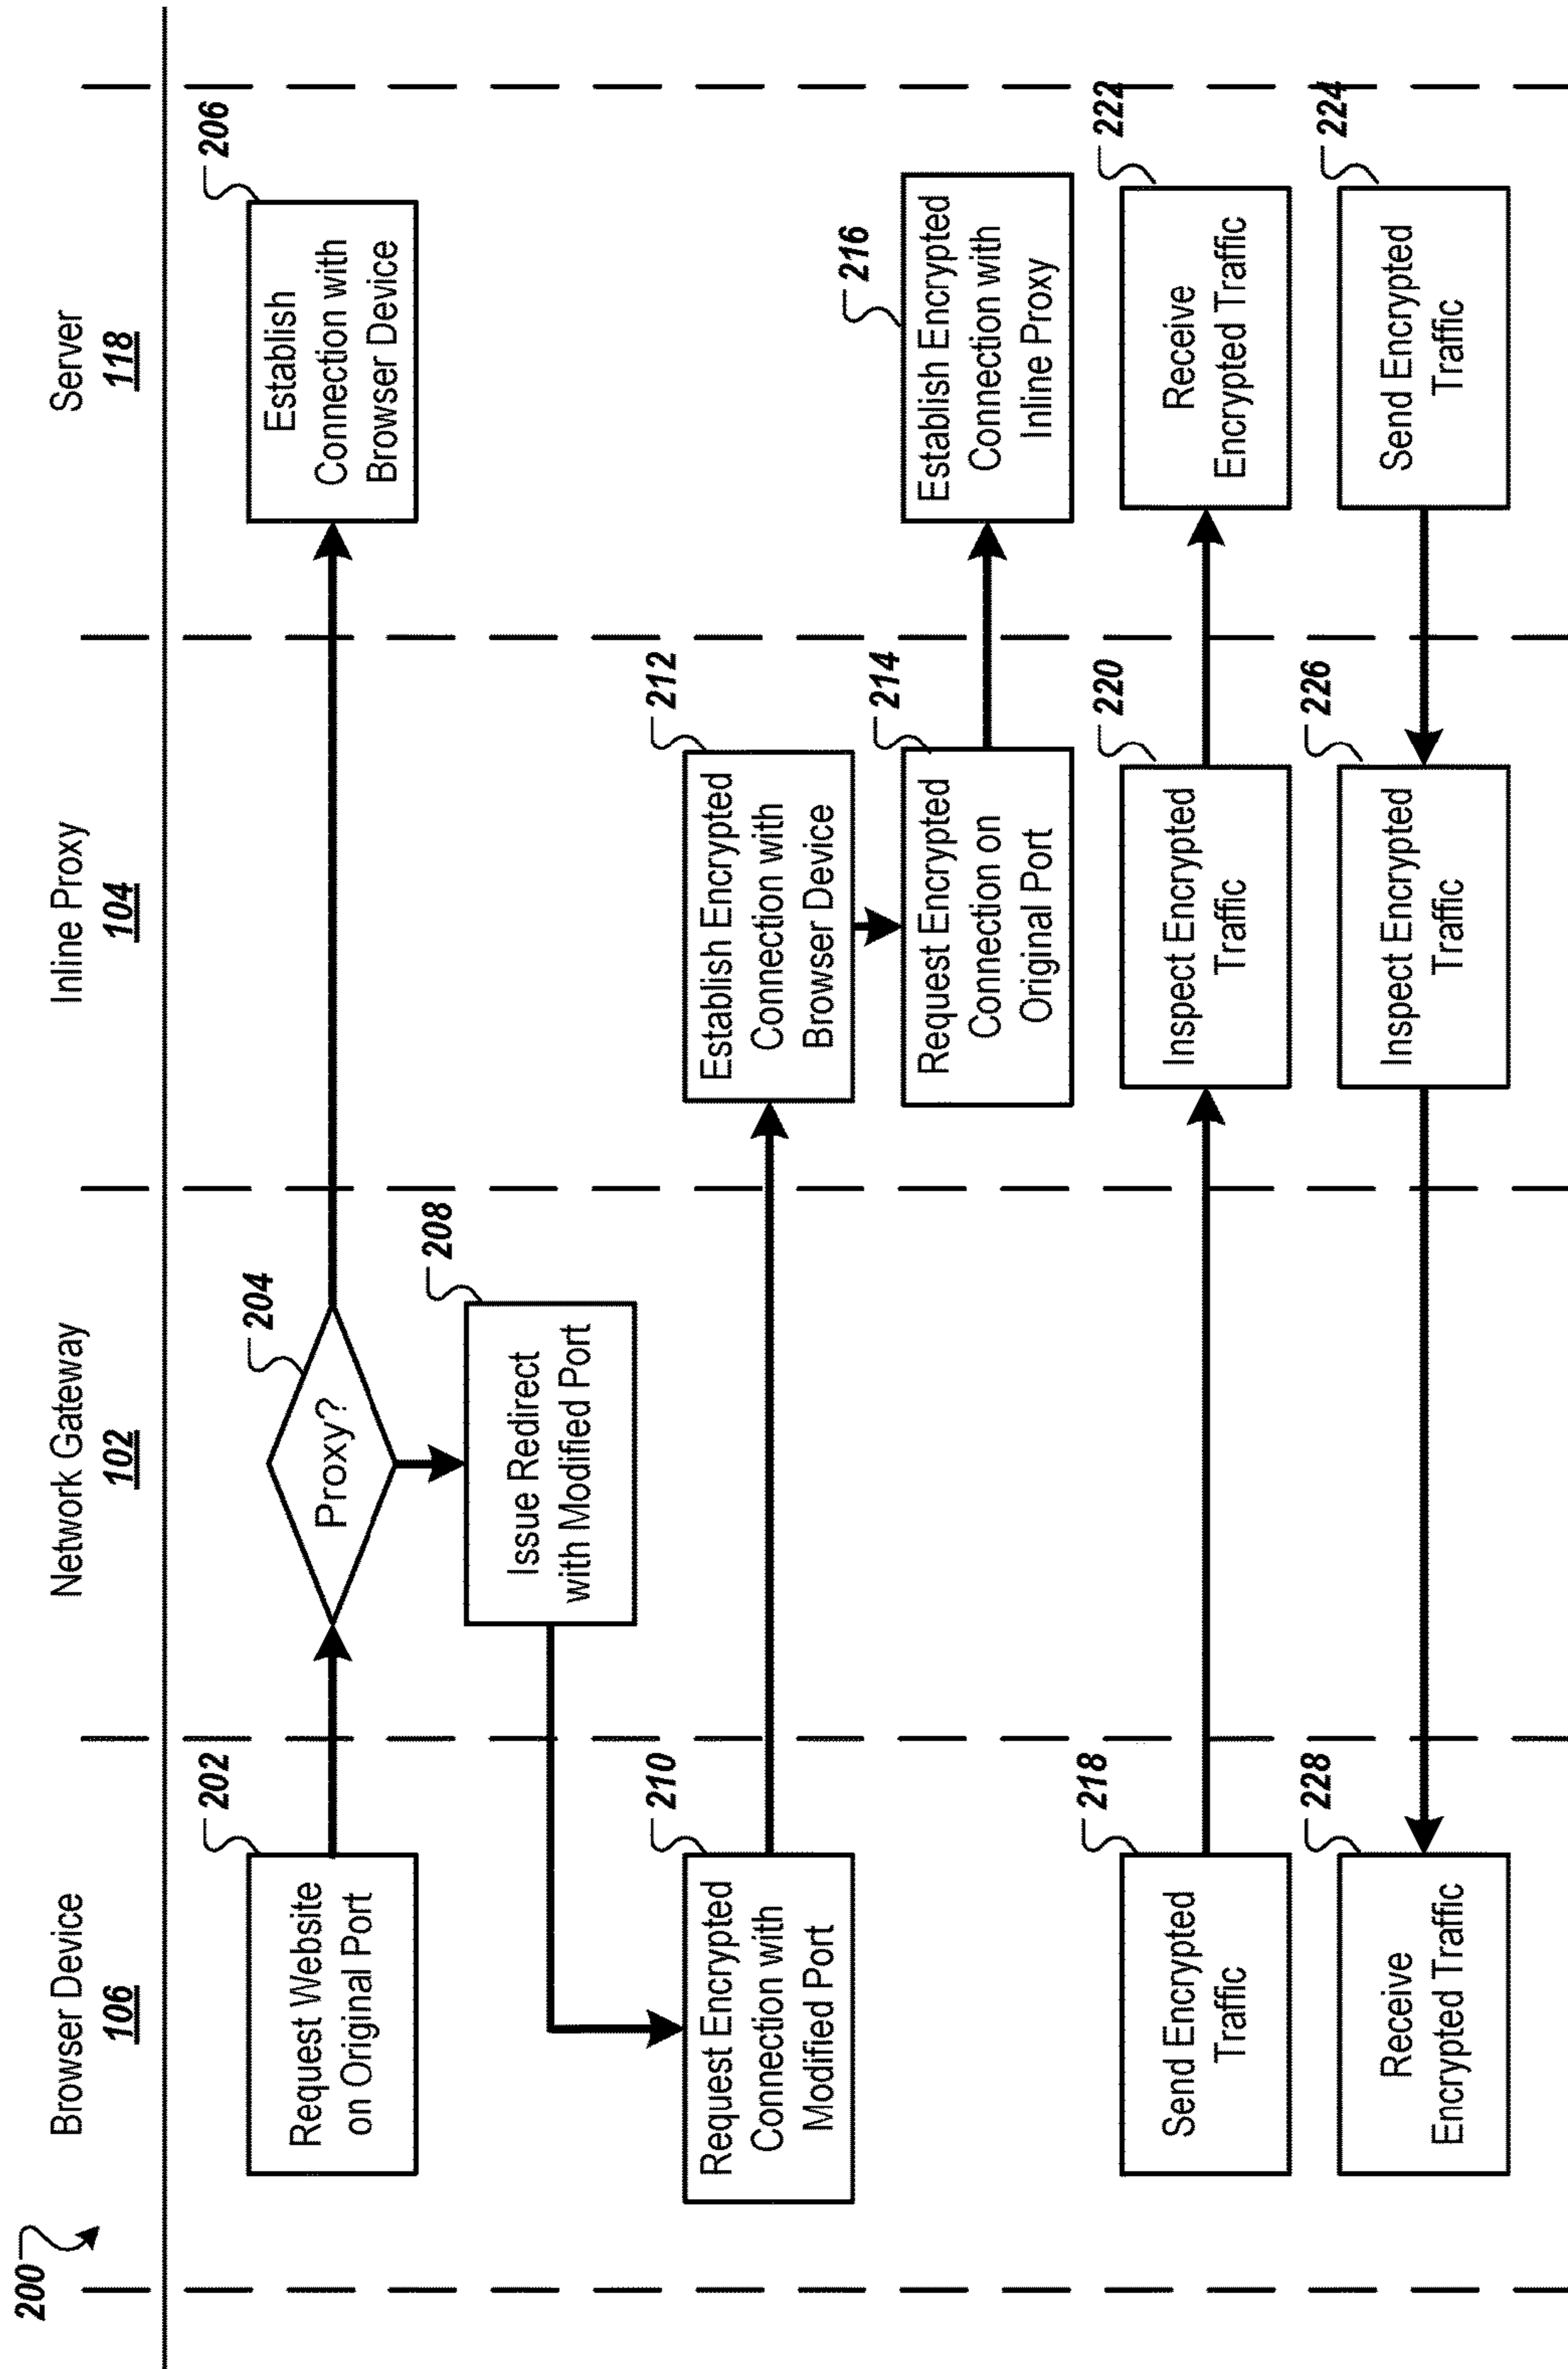 200
Browser Device
106
Network Gateway
102
Inline Proxy
104
Server
118
202
Request Website
on Original Port
204
Proxy?
206
Establish
Connection with
Browser Device
208
Issue Redirect
with Modified Port
210
Request Encrypted
Connection with
Modified Port
212
Establish Encrypted
Connection with
Browser Device
214
Request Encrypted
Connection on
Original Port
216
Establish Encrypted
Connection with
Inline Proxy
218
Send Encrypted
Traffic
220
Inspect Encrypted
Traffic
222
Receive
Encrypted Traffic
224
Send Encrypted
Traffic
226
Inspect Encrypted
Traffic
228
Receive
Encrypted Traffic